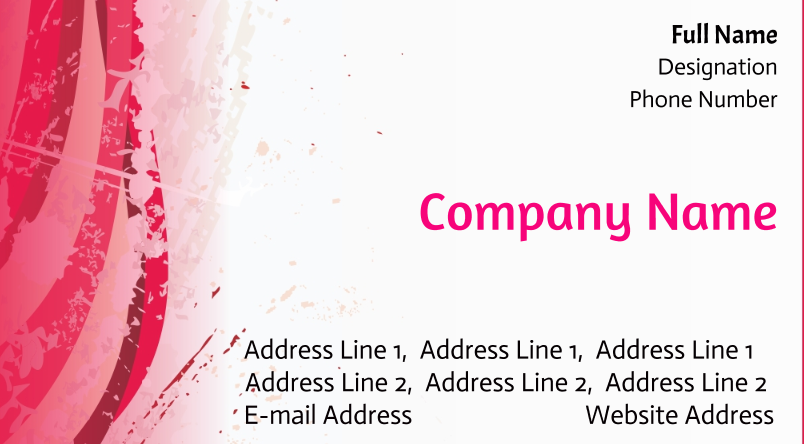 Full Name
Designation
Phone Number
Company Name
Address Line 1, Address Line 1, Address Line 1
Address Line 2, Address Line 2, Address Line 2
E-mail Address Website Address